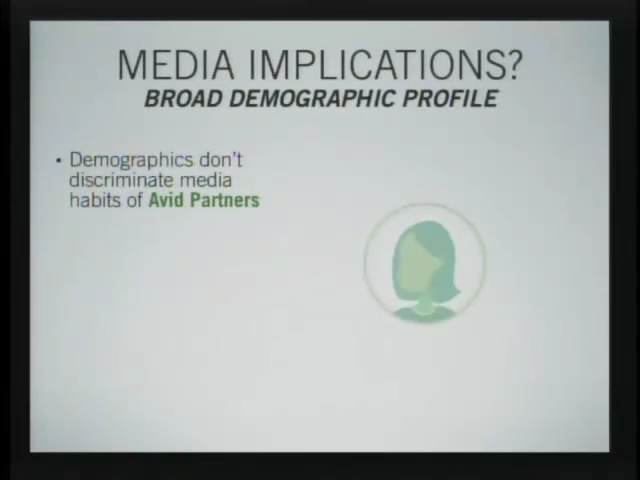 MEDIA IMPLICATIONS?
BROAD DEMOGRAPHIC PROFILE
• Demographics don't
discriminate media
habits of Avid Partners